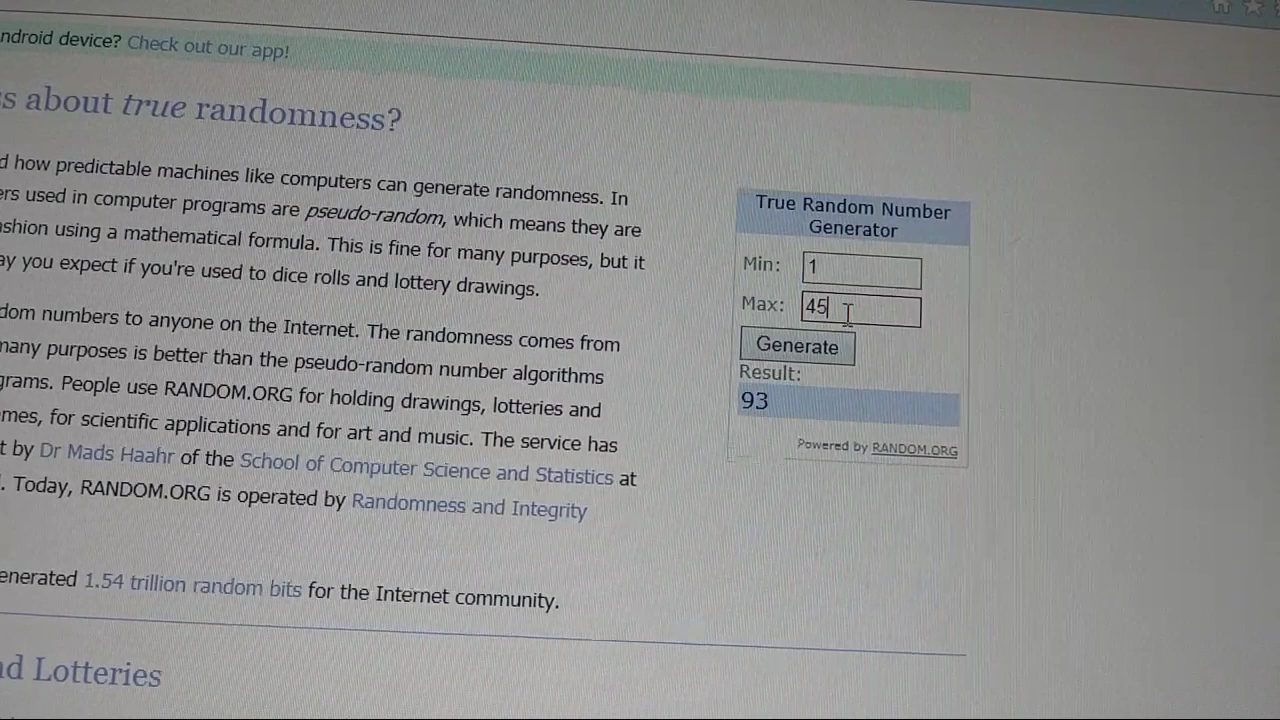 ndroid device? Check out our app!
s about true randomness?
d how predictable machines like computers can generate randomness. In
ers used in computer programs are pseudo-random, which means they are
ashion using a mathematical formula. This is fine for many purposes, but it
ay you expect if you're used to dice rolls and lottery drawings.
dom numbers to anyone on the Internet. The randomness comes from
many purposes is better than the pseudo-random number algorithms
grams. People use RANDOM.ORG for holding drawings, lotteries and
mes, for scientific applications and for art and music. The service has
t by Dr Mads Haahr of the School of Computer Science and Statistics at
. Today, RANDOM.ORG is operated by Randomness and Integrity
enerated 1.54 trillion random bits for the Internet community.
nd Lotteries
True Random Number
Generator
Min: 1
Max: 45
Generate
Result:
93
Powered by RANDOM.ORG